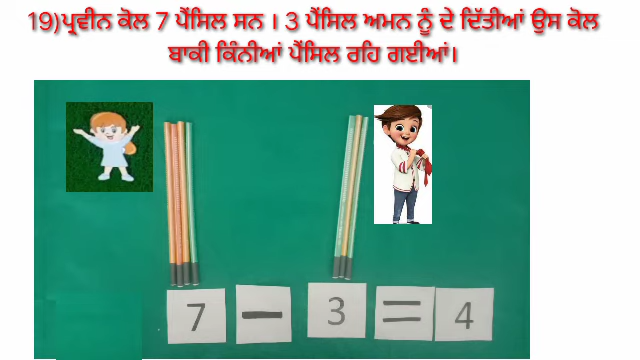 19)ਪ੍ਰਵੀਨ ਕੋਲ 7 ਪੈਂਸਿਲ ਸਨ । 3 ਪੈਂਸਿਲ ਅਮਨ ਨੂੰ ਦੇ ਦਿੱਤੀਆਂ ਉਸ ਕੋਲ
ਬਾਕੀ ਕਿੰਨੀਆਂ ਪੈਂਸਿਲ ਰਹਿ ਗਈਆਂ।
7 − 3 = 4